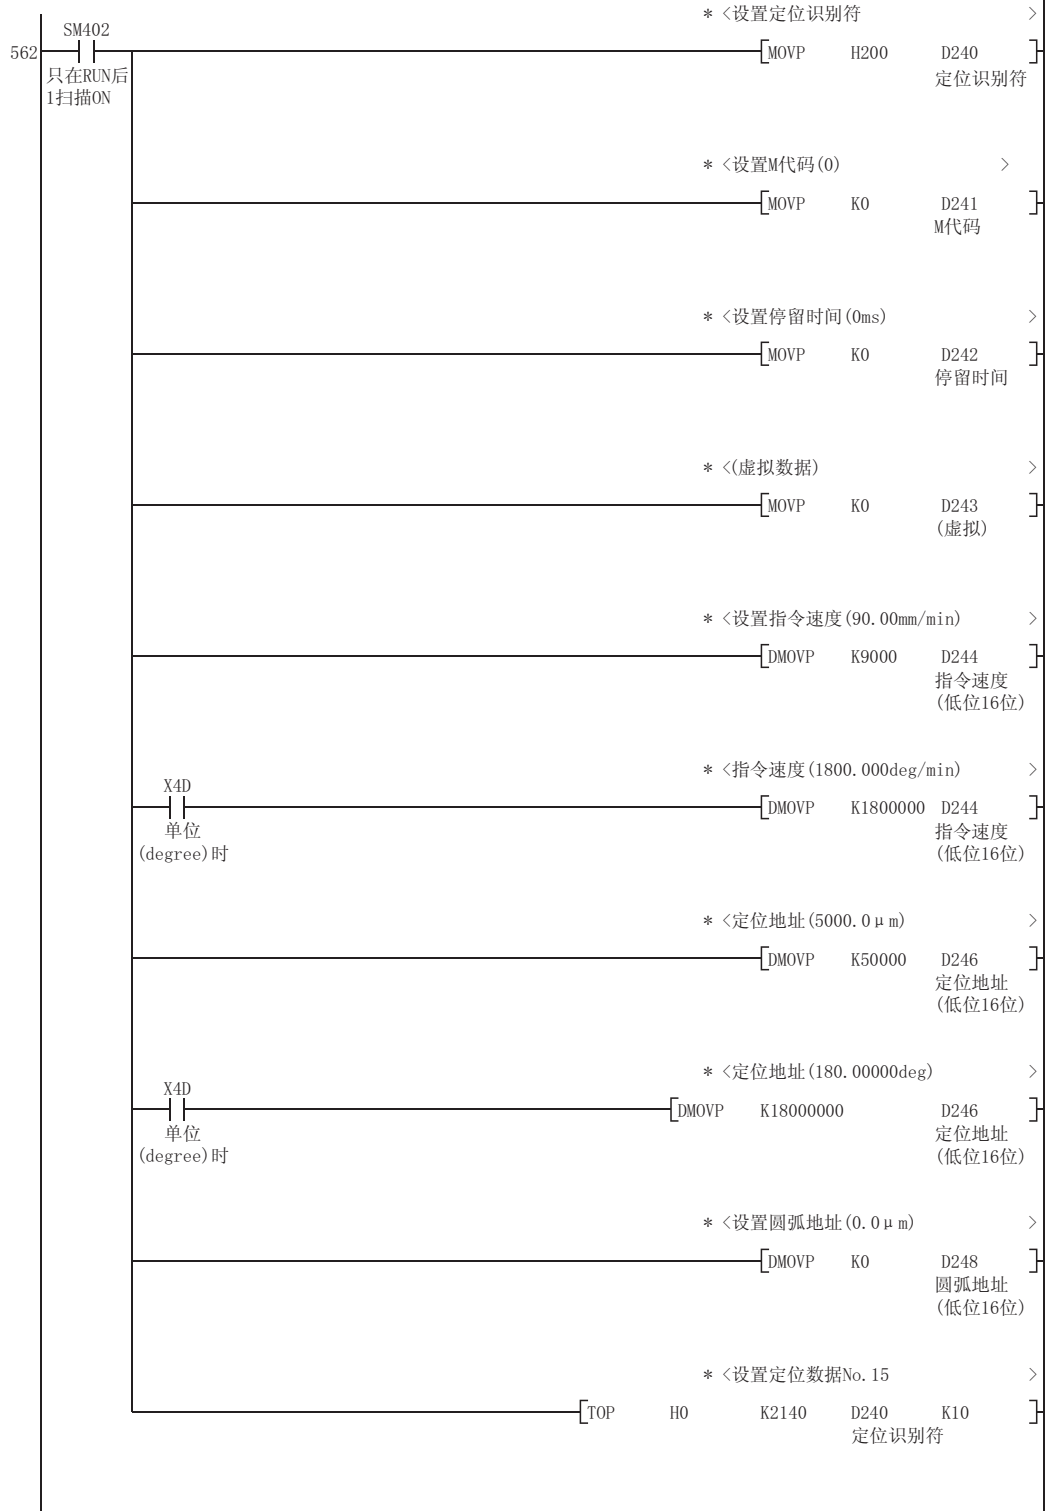 * <设置定位识别符 >
SM402
562
MOVP H200 D240
只在RUN后
1扫描ON
定位识别符
* <设置M代码(0) >
MOVP K0 D241
M代码
* <设置停留时间(0ms) >
MOVP K0 D242
停留时间
* <(虚拟数据) >
MOVP K0 D243
(虚拟)
* <设置指令速度(90.00mm/min) >
DMOVP K9000 D244
指令速度
(低位16位)
* <指令速度(1800.000deg/min) >
X4D
DMOVP K1800000 D244
单位
(degree)时
指令速度
(低位16位)
* <定位地址(5000.0μm) >
DMOVP K50000 D246
定位地址
(低位16位)
* <定位地址(180.00000deg) >
X4D
DMOVP K18000000 D246
单位
(degree)时
定位地址
(低位16位)
* <设置圆弧地址(0.0μm) >
DMOVP K0 D248
圆弧地址
(低位16位)
* <设置定位数据No.15 >
TOP H0 K2140 D240 K10
定位识别符